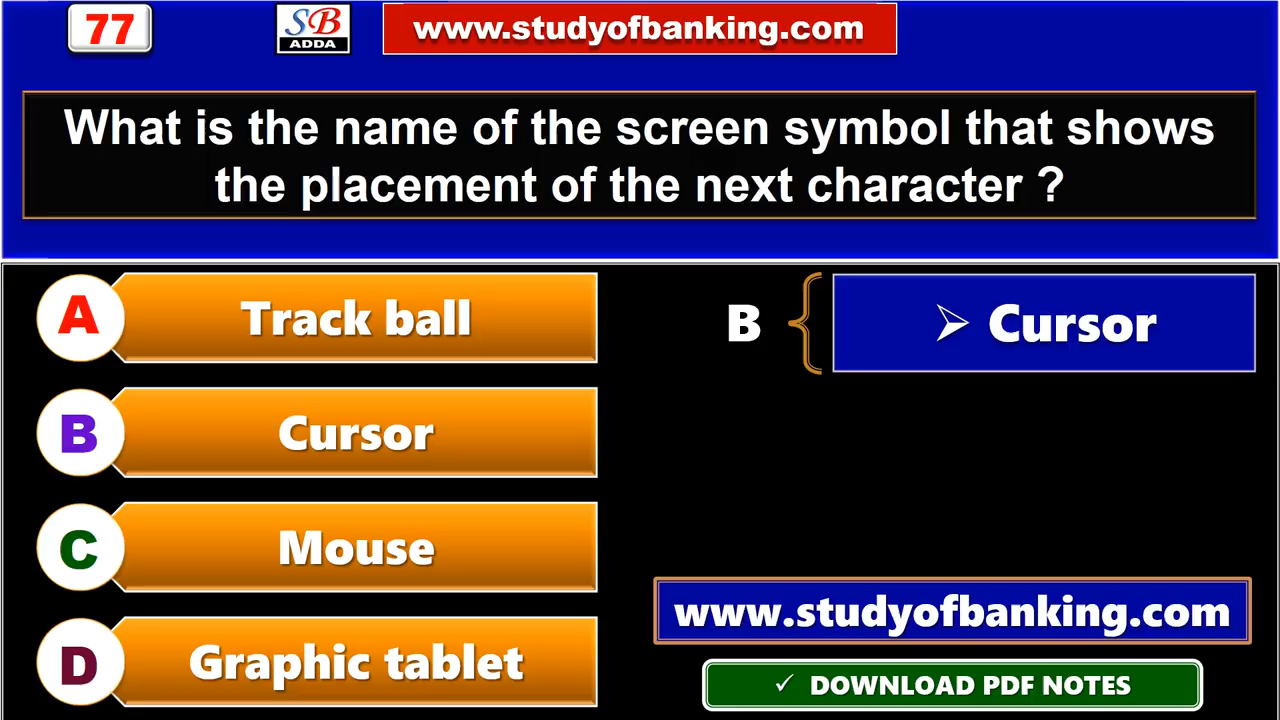 77
SB
ADDA
www.studyofbanking.com
What is the name of the screen symbol that shows
the placement of the next character ?
A
Track ball
B
Cursor
C
Mouse
D
Graphic tablet
B
➢ Cursor
www.studyofbanking.com
✓ DOWNLOAD PDF NOTES